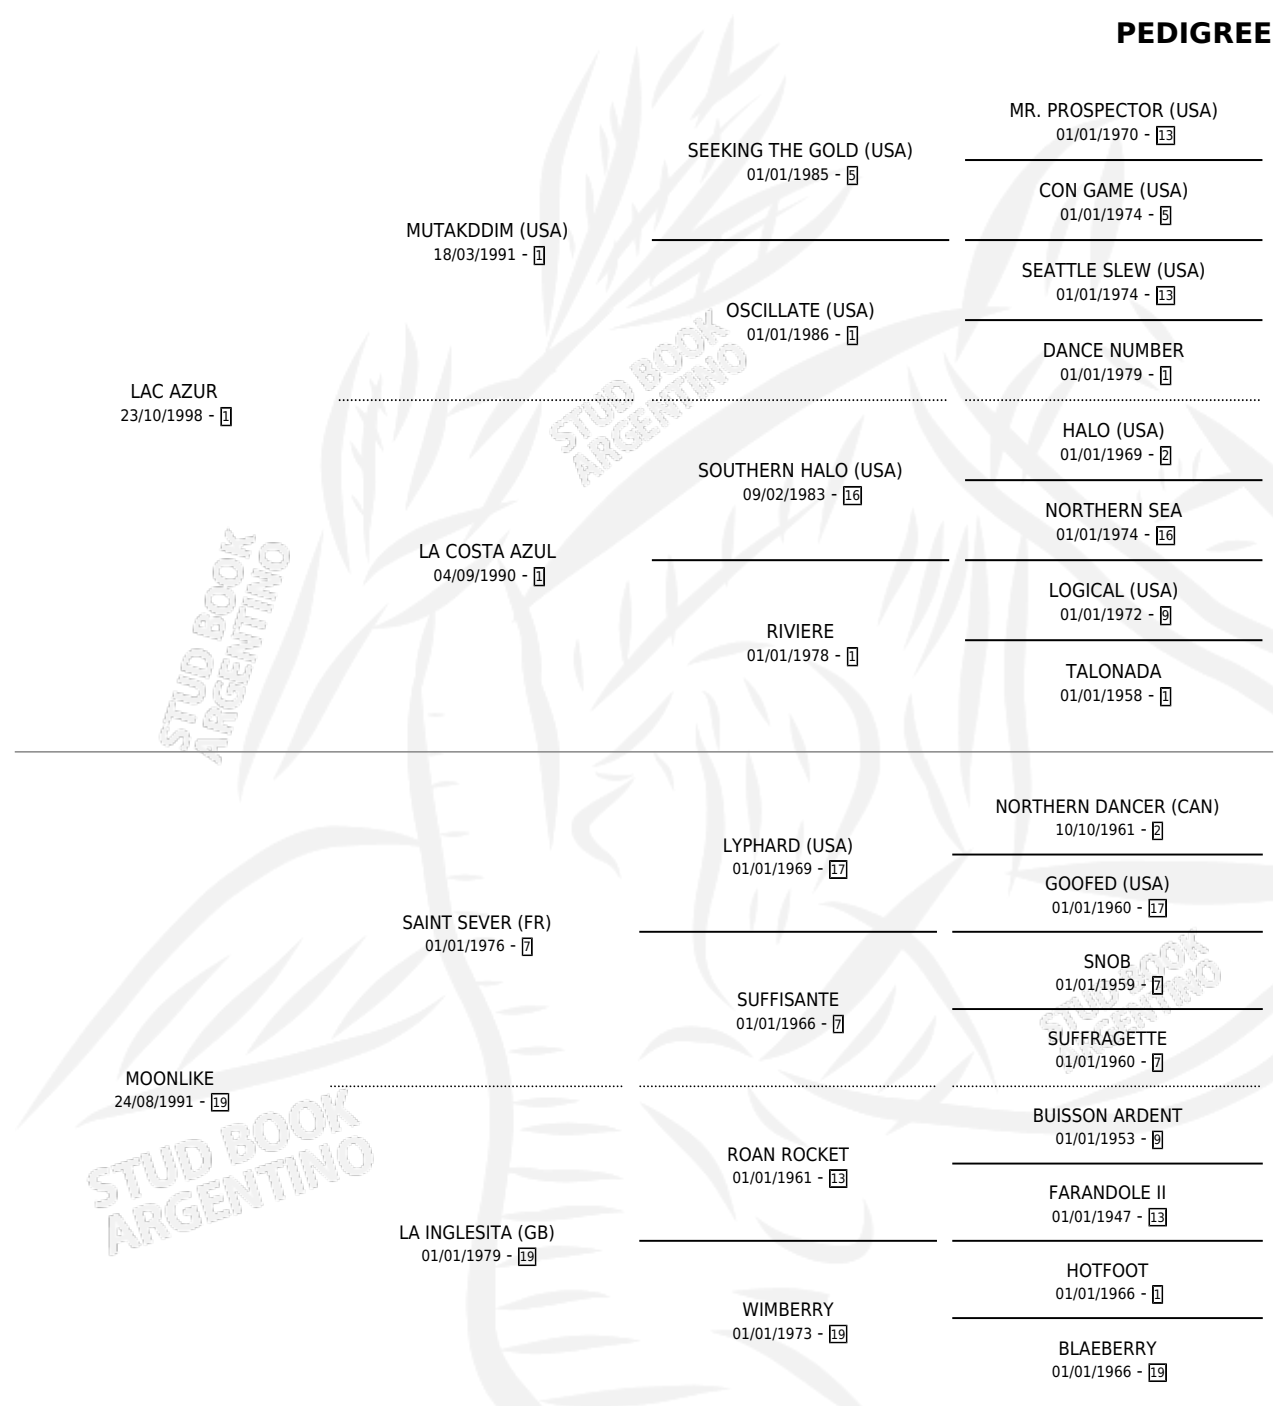 PEDIGREE
MR. PROSPECTOR (USA)
01/01/1970 - 13
SEEKING THE GOLD (USA)
01/01/1985 - 5
CON GAME (USA)
01/01/1974 - 5
MUTAKDDIM (USA)
18/03/1991 - 1
SEATTLE SLEW (USA)
01/01/1974 - 13
OSCILLATE (USA)
01/01/1986 - 1
DANCE NUMBER
01/01/1979 - 1
LAC AZUR
23/10/1998 - 1
HALO (USA)
01/01/1969 - 2
SOUTHERN HALO (USA)
09/02/1983 - 16
NORTHERN SEA
01/01/1974 - 16
LA COSTA AZUL
04/09/1990 - 1
LOGICAL (USA)
01/01/1972 - 9
RIVIERE
01/01/1978 - 1
TALONADA
01/01/1958 - 1
NORTHERN DANCER (CAN)
10/10/1961 - 2
LYPHARD (USA)
01/01/1969 - 17
GOOFED (USA)
01/01/1960 - 17
SAINT SEVER (FR)
01/01/1976 - 7
SNOB
01/01/1959 - 7
SUFFISANTE
01/01/1966 - 7
SUFFRAGETTE
01/01/1960 - 7
MOONLIKE
24/08/1991 - 19
BUISSON ARDENT
01/01/1953 - 9
ROAN ROCKET
01/01/1961 - 13
FARANDOLE II
01/01/1947 - 13
LA INGLESITA (GB)
01/01/1979 - 19
HOTFOOT
01/01/1966 - 1
WIMBERRY
01/01/1973 - 19
BLAEBERRY
01/01/1966 - 19
STUD BOOK
ARGENTINO
STUD BOOK
ARGENTINO
STUD BOOK
ARGENTINO
STUD BOOK
ARGENTINO